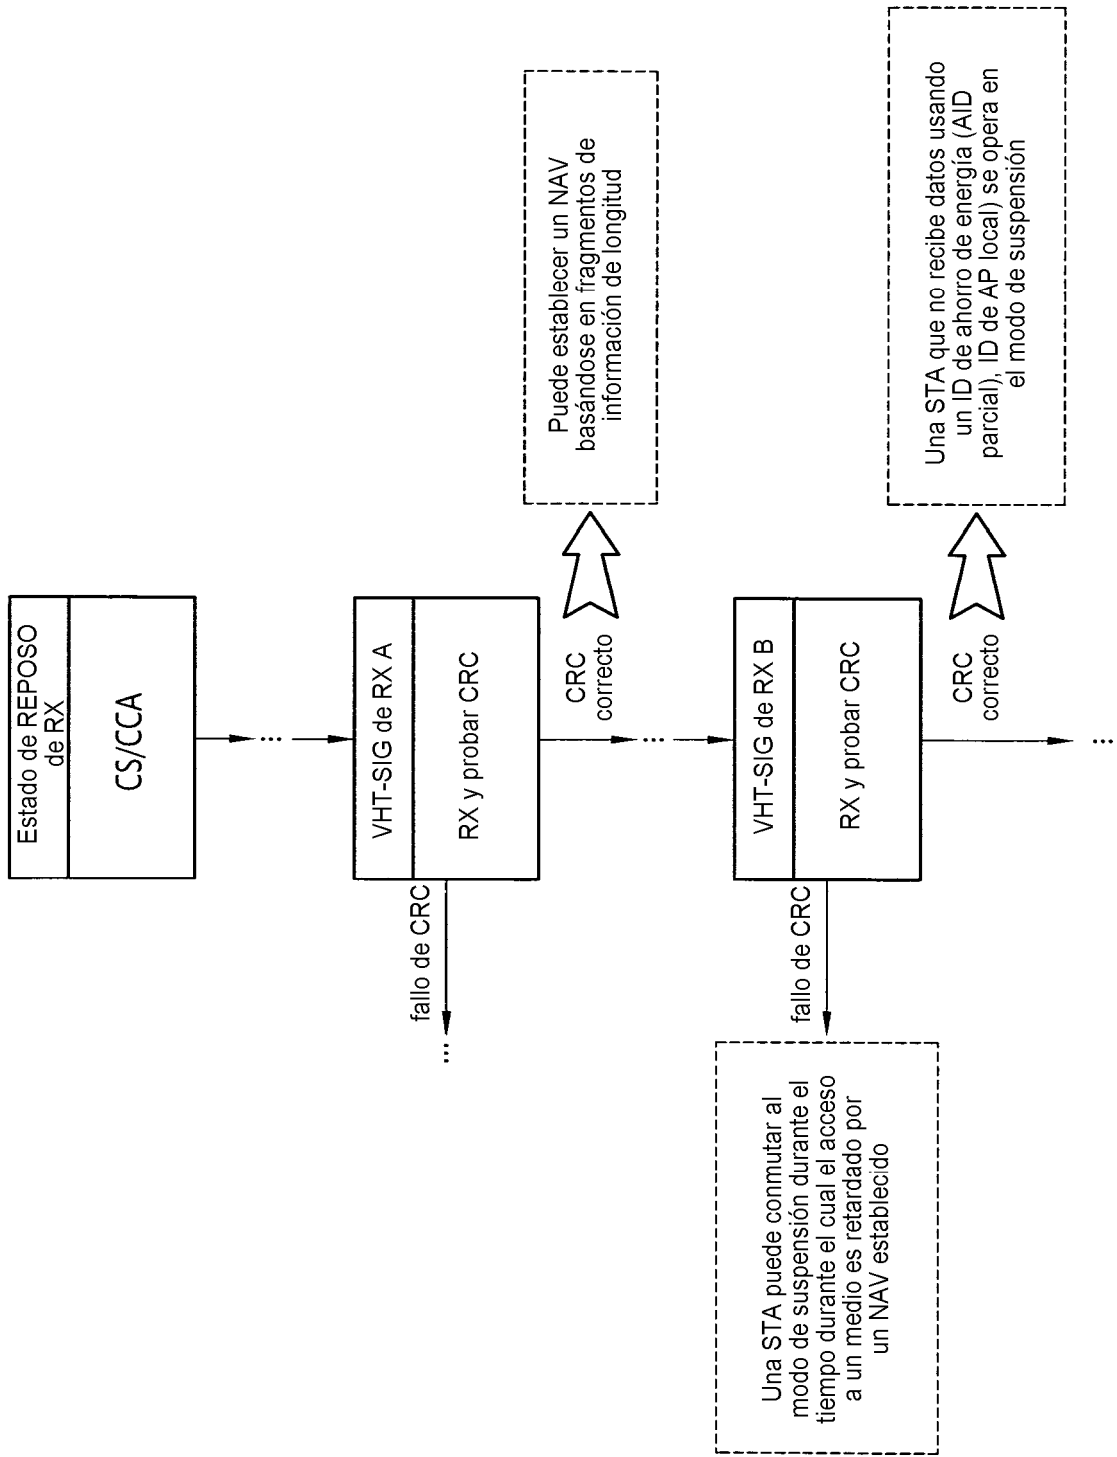 Estado de REPOSO
de RX
CS/CCA
...
VHT-SIG de RX A
RX y probar CRC
fallo de CRC
...
CRC
correcto
Puede establecer un NAV
basándose en fragmentos de
información de longitud
...
VHT-SIG de RX B
RX y probar CRC
fallo de CRC
Una STA puede conmutar al
modo de suspensión durante el
tiempo durante el cual el acceso
a un medio es retardado por
un NAV establecido
CRC
correcto
Una STA que no recibe datos usando
un ID de ahorro de energía (AID
parcial), ID de AP local) se opera en
el modo de suspensión
...